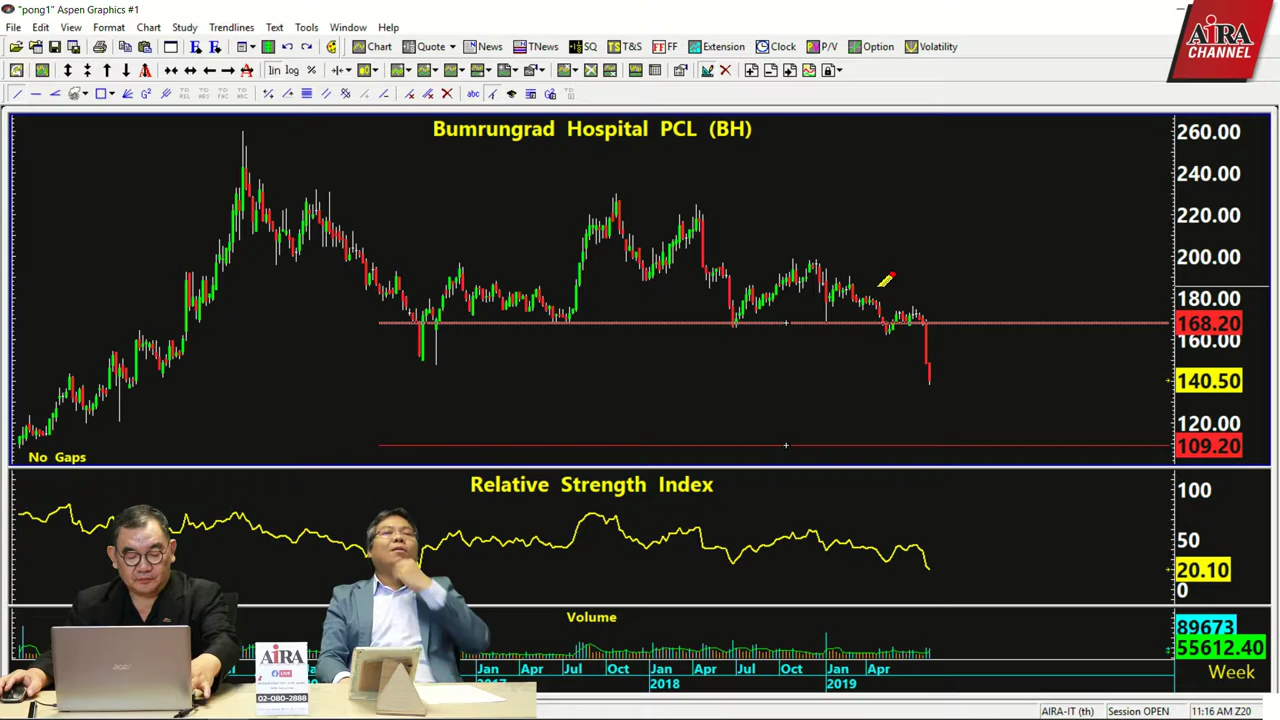 "pong1" Aspen Graphics #1
AiRA
CHANNEL
File Edit View Format Chart Study Trendlines Text Tools Window Help
Chart Quote News TNews SQ T&S FF Extension Clock P/V Option Volatility
lin log %
abc
Bumrungrad Hospital PCL (BH)
260.00
240.00
220.00
200.00
180.00
168.20
160.00
140.50
120.00
109.20
No Gaps
Relative Strength Index
100
50
20.10
0
Volume
89673
55612.40
Jan Apr Jul Oct Jan Apr Jul Oct Jan Apr
2018 2019
Week
acer
AiRA
LIVE
02-080-2888
AIRA-IT (th) Session OPEN 11:16 AM Z20